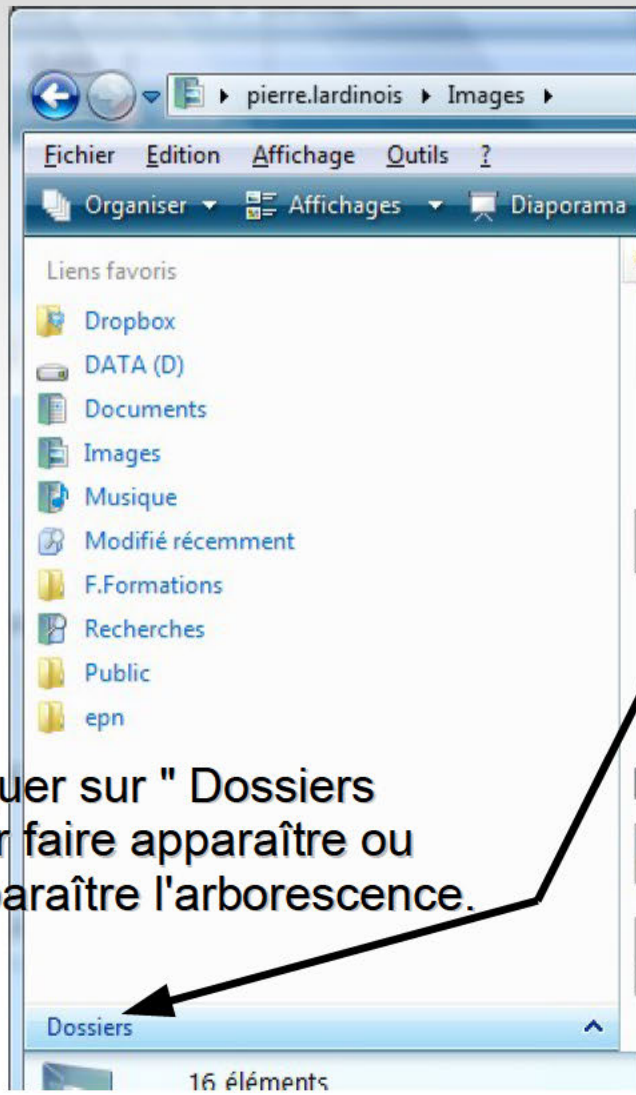 pierre.lardinois Images
Fichier Edition Affichage Outils ?
Organiser Affichages Diaporama
Liens favoris
Dropbox
DATA (D)
Documents
Images
Musique
Modifié récemment
F.Formations
Recherches
Public
epn
uer sur " Dossiers
r faire apparaître ou
paraître l'arborescence.
Dossiers
16 éléments